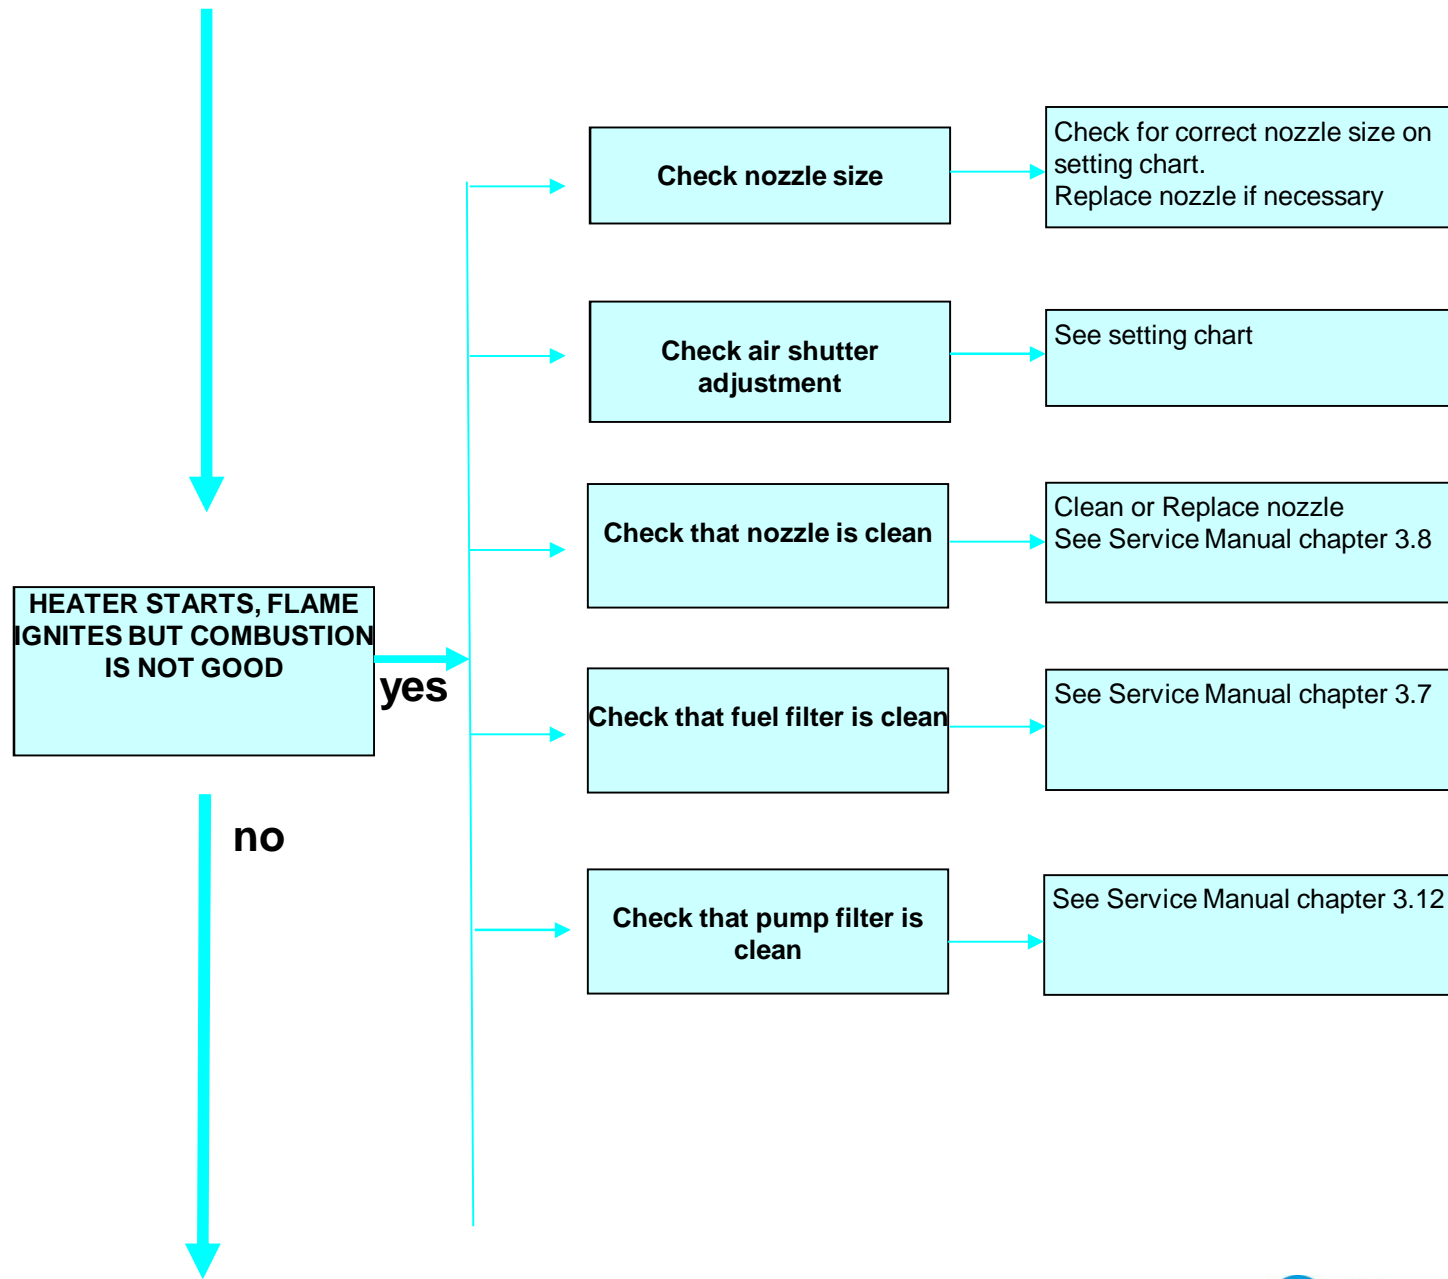 Check nozzle size
Check for correct nozzle size on
setting chart.
Replace nozzle if necessary
Check air shutter
adjustment
See setting chart
Check that nozzle is clean
Clean or Replace nozzle
See Service Manual chapter 3.8
HEATER STARTS, FLAME
IGNITES BUT COMBUSTION
IS NOT GOOD
yes
Check that fuel filter is clean
See Service Manual chapter 3.7
no
Check that pump filter is
clean
See Service Manual chapter 3.12